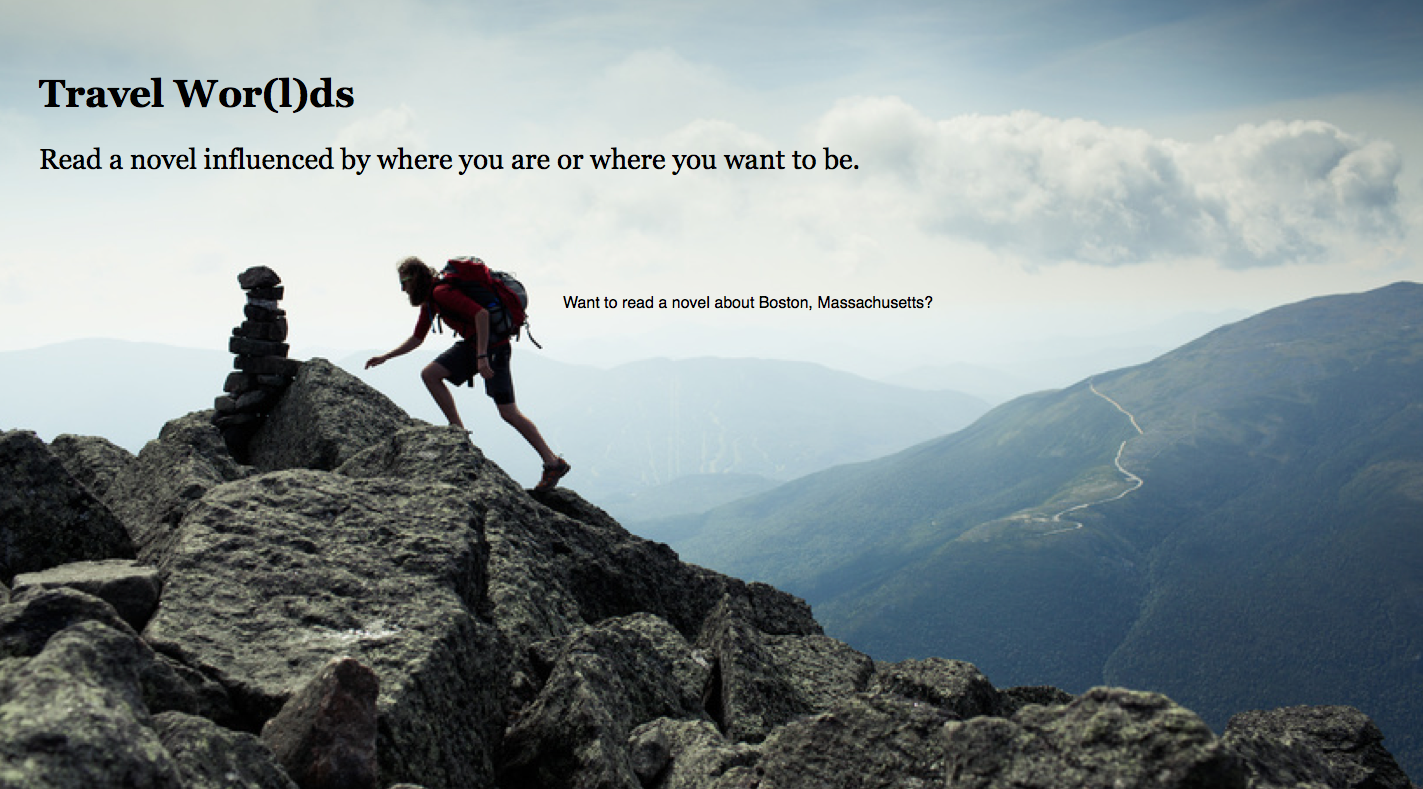 Travel Wor(l)ds
Read a novel influenced by where you are or where you want to be.
Want to read a novel about Boston, Massachusetts?